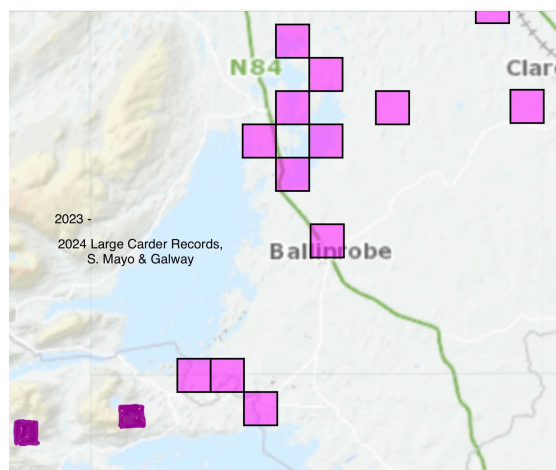 N84
Clar
2023 -
2024 Large Carder Records,
S. Mayo & Galway
Ballinrobe